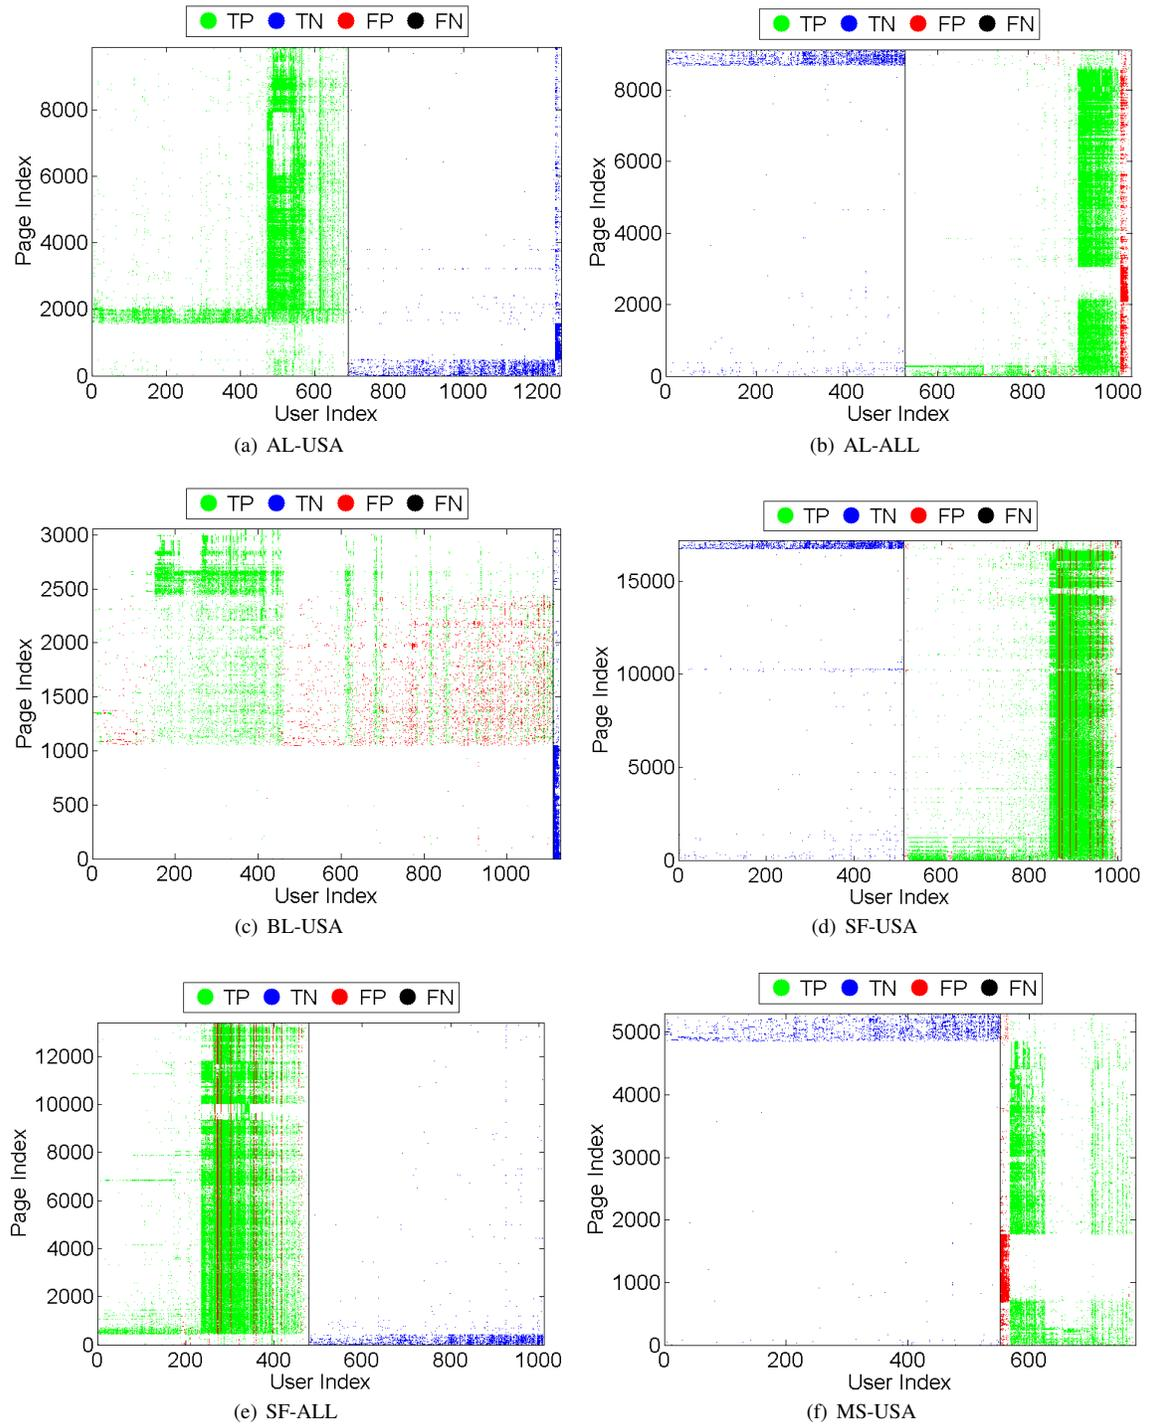 TP TN FP FN
8000
6000
4000
2000
0
Page Index
0 200 400 600 800 1000 1200
User Index
(a) AL-USA
TP TN FP FN
8000
6000
4000
2000
0
Page Index
0 200 400 600 800 1000
User Index
(b) AL-ALL
TP TN FP FN
3000
2500
2000
1500
1000
500
0
Page Index
0 200 400 600 800 1000
User Index
(c) BL-USA
TP TN FP FN
15000
10000
5000
0
Page Index
0 200 400 600 800 1000
User Index
(d) SF-USA
TP TN FP FN
12000
10000
8000
6000
4000
2000
0
Page Index
0 200 400 600 800 1000
User Index
(e) SF-ALL
TP TN FP FN
5000
4000
3000
2000
1000
0
Page Index
0 200 400 600
User Index
(f) MS-USA